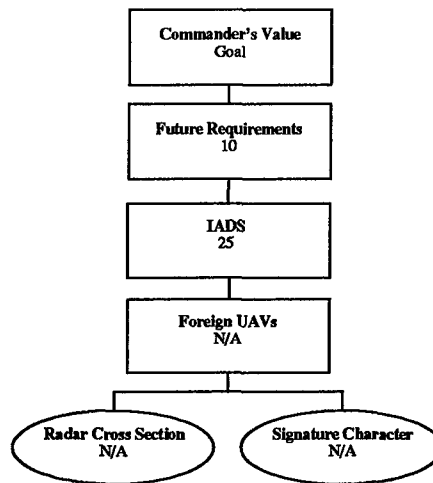 Commander's Value
Goal
Future Requirements
10
IADS
25
Foreign UAVs
N/A
Radar Cross Section
N/A
Signature Character
N/A